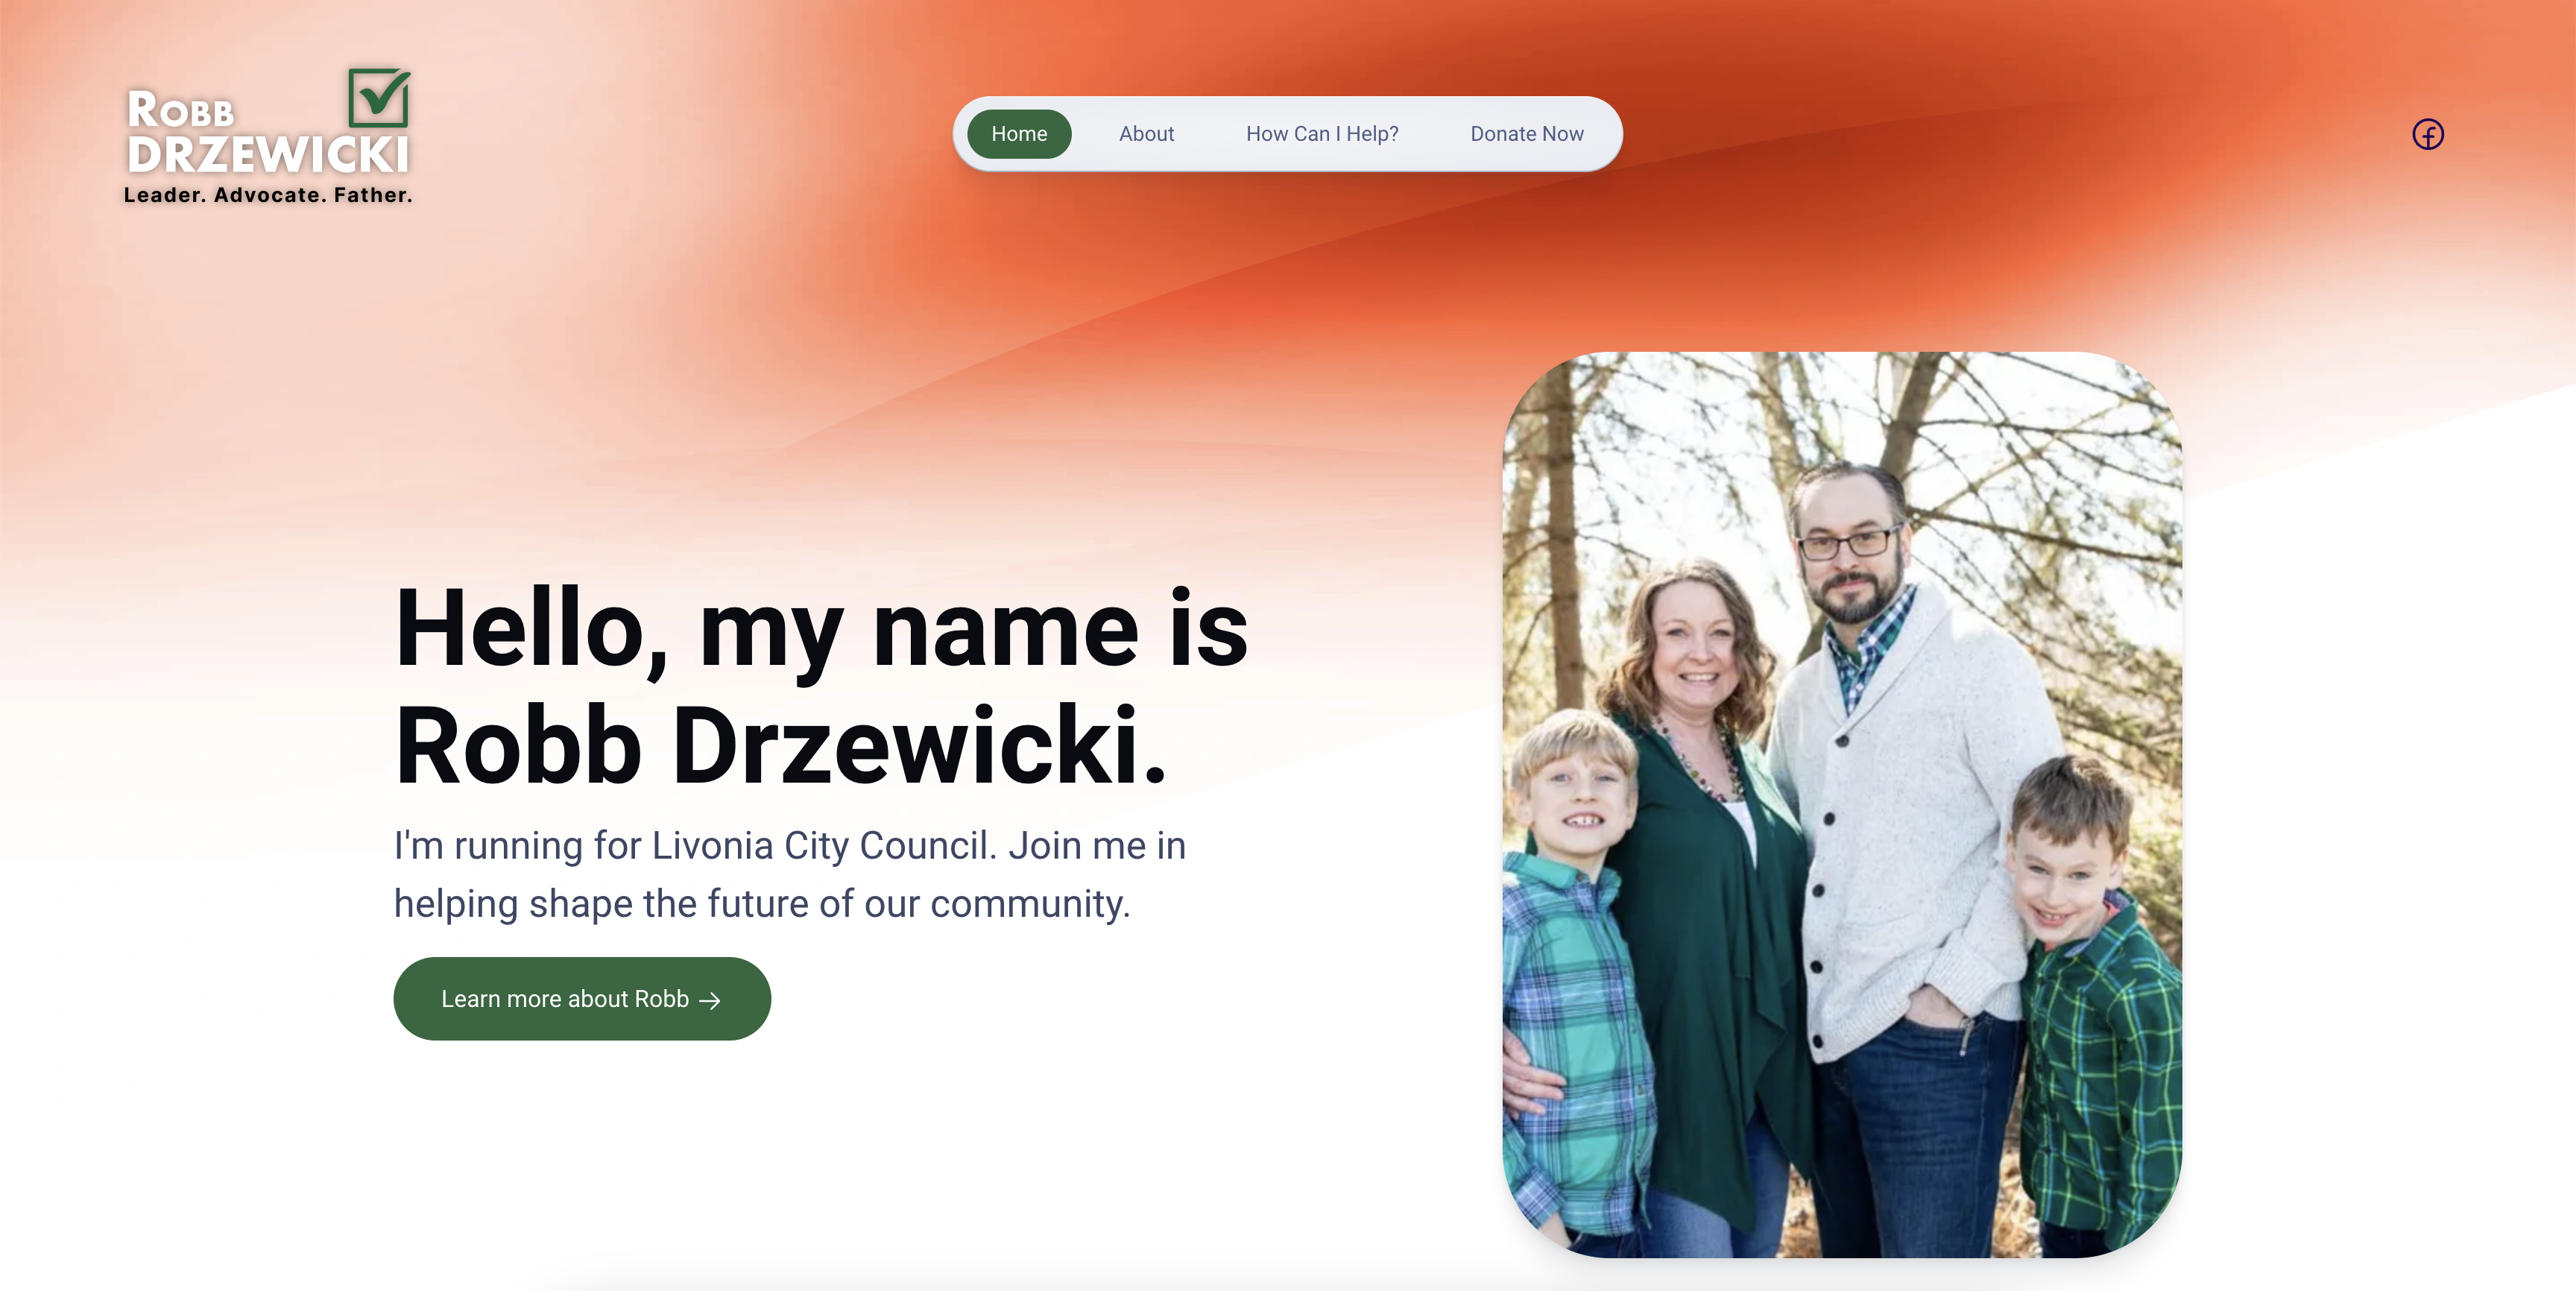 ROBB
DRZEWICKI
Leader. Advocate. Father.
Home
About
How Can I Help?
Donate Now
Hello, my name is
Robb Drzewicki.
I'm running for Livonia City Council. Join me in
helping shape the future of our community.
Learn more about Robb →